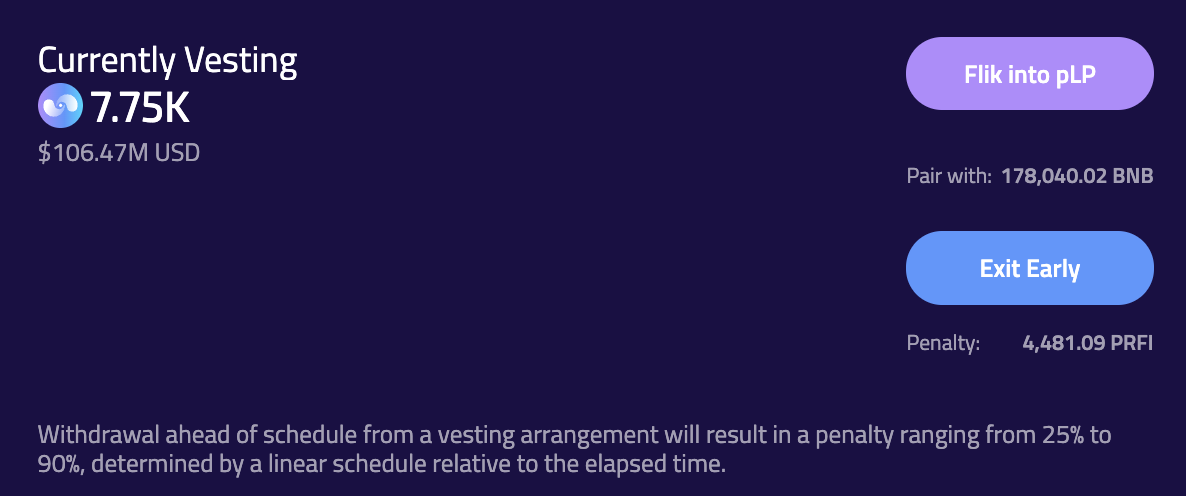 Currently Vesting
7.75K
$106.47M USD
Flik into pLP
Pair with: 178,040.02 BNB
Exit Early
Penalty: 4,481.09 PRFI
Withdrawal ahead of schedule from a vesting arrangement will result in a penalty ranging from 25% to
90%, determined by a linear schedule relative to the elapsed time.